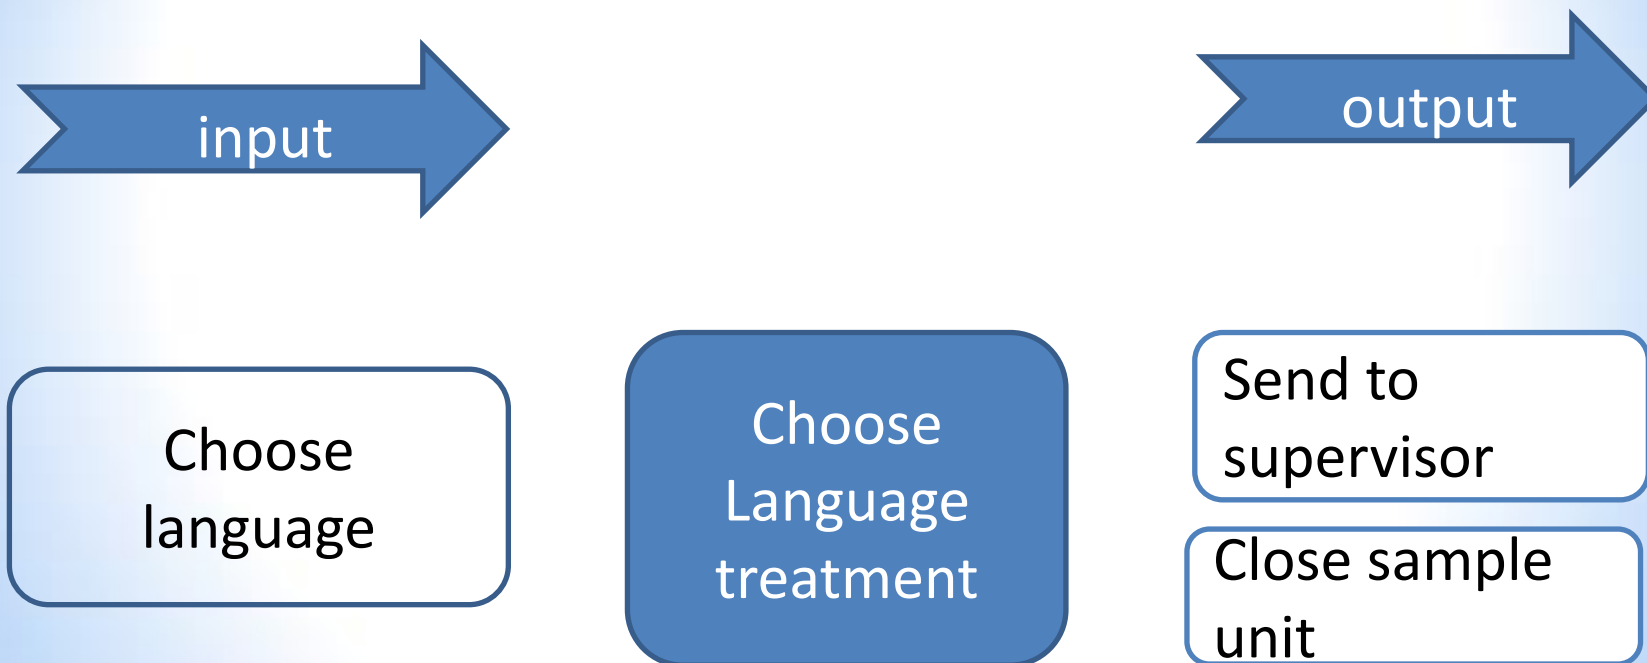 input
output
Choose
language
Choose
Language
treatment
Send to
supervisor
Close sample
unit